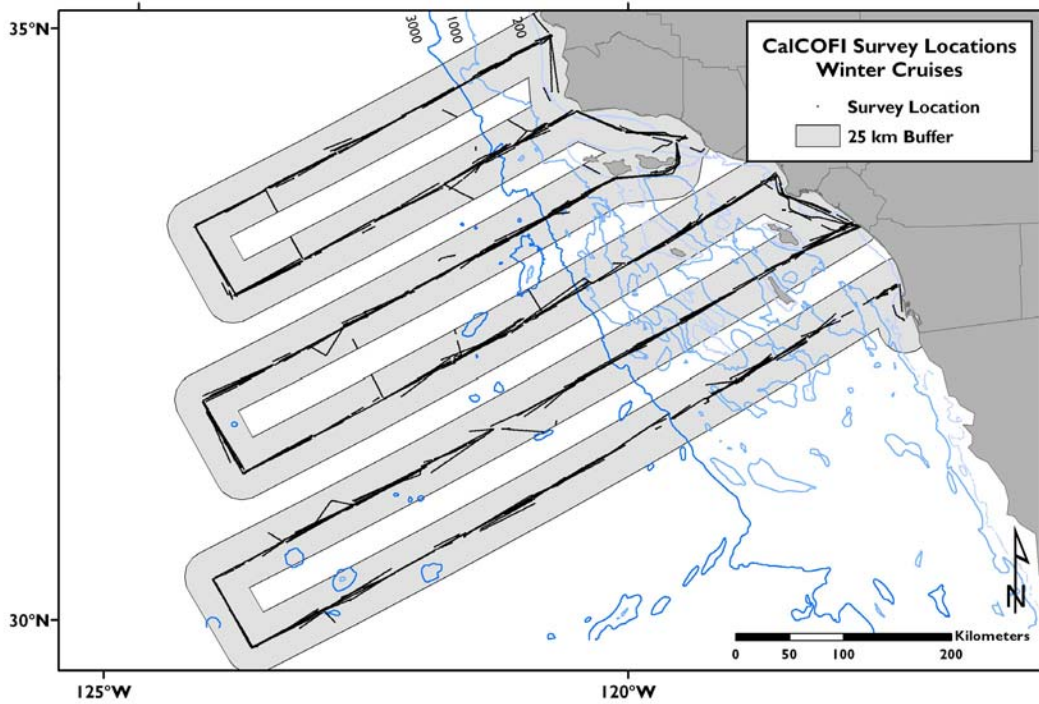 35°N
3000
1000
200
CalCOFI Survey Locations
Winter Cruises
Survey Location
25 km Buffer
30°N
N
Kilometers
0 50 100 200
125°W
120°W